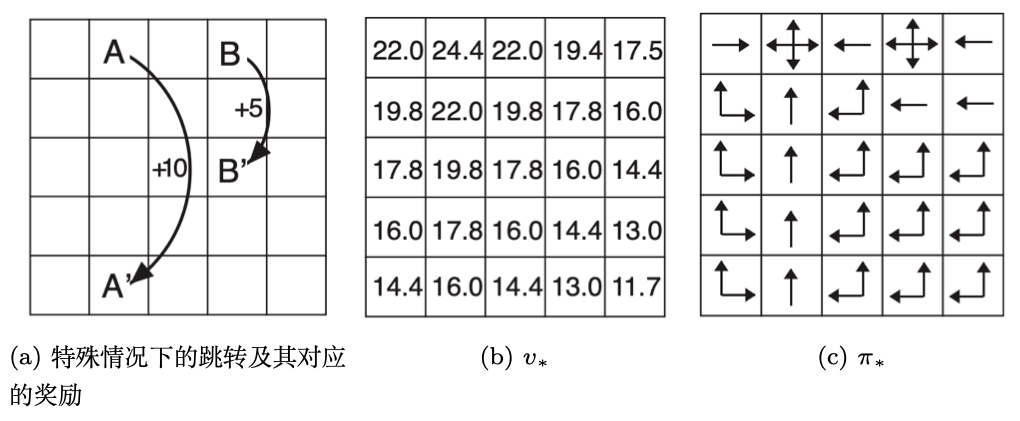 A B
+5
+10 B’
A’
22.0 24.4 22.0 19.4 17.5
19.8 22.0 19.8 17.8 16.0
17.8 19.8 17.8 16.0 14.4
16.0 17.8 16.0 14.4 13.0
14.4 16.0 14.4 13.0 11.7
(a) 特殊情况下的跳转及其对应
的奖励
(b) v*
(c) π*